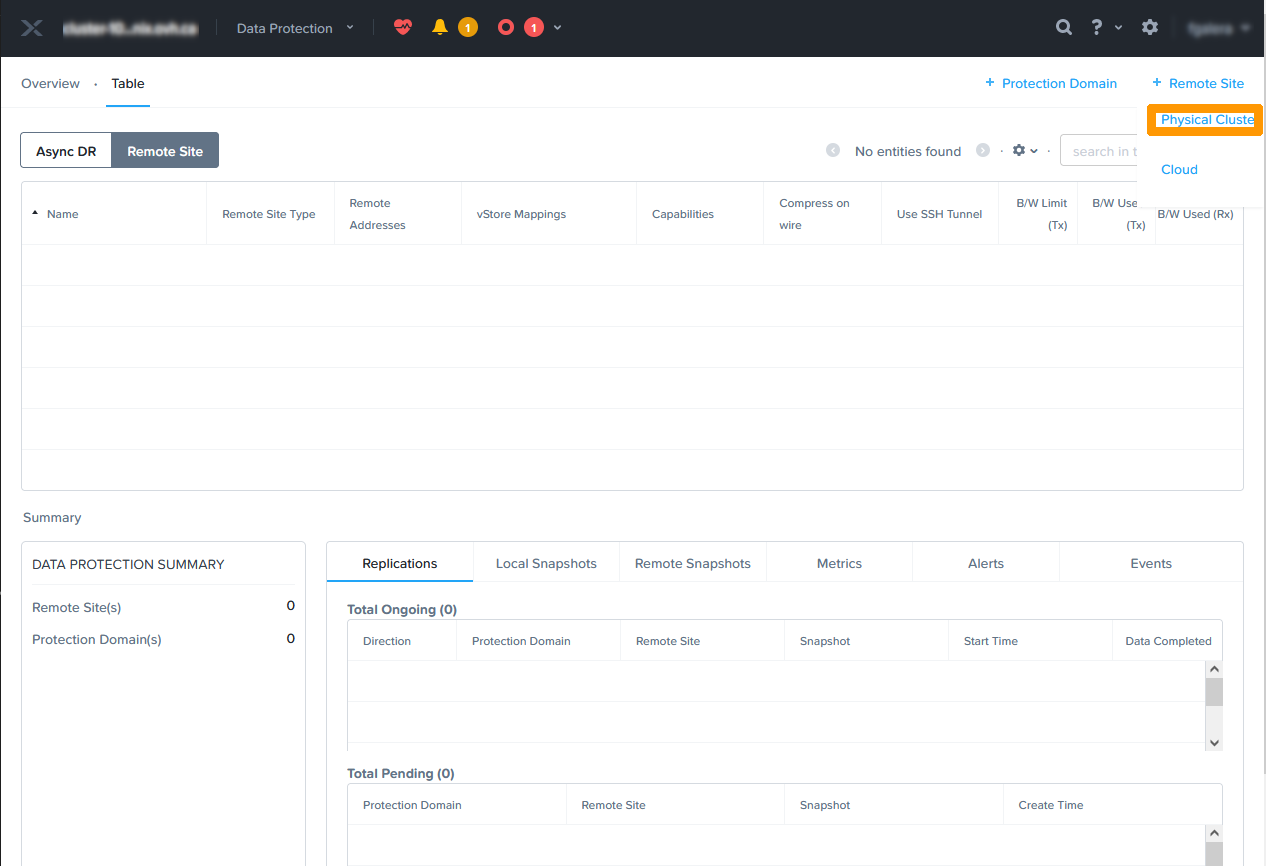 Data Protection 1 1 ?
Overview · Table + Protection Domain + Remote Site
Physical Cluste
Cloud
Async DR Remote Site No entities found · · search in t
Name Remote Site Type Remote Addresses vStore Mappings Capabilities Compress on wire Use SSH Tunnel B/W Limit (Tx) B/W Use (Tx) B/W Used (Rx)
Summary
DATA PROTECTION SUMMARY
Remote Site(s) 0
Protection Domain(s) 0
Replications Local Snapshots Remote Snapshots Metrics Alerts Events
Total Ongoing (0)
Direction Protection Domain Remote Site Snapshot Start Time Data Completed
Total Pending (0)
Protection Domain Remote Site Snapshot Create Time